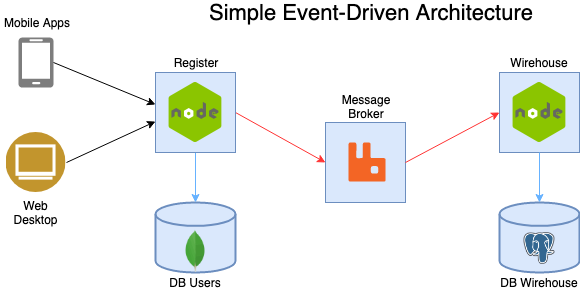 Simple Event-Driven Architecture
Mobile Apps
Register
Wirehouse
node
node
Message
Broker
Web
Desktop
DB Users
DB Wirehouse